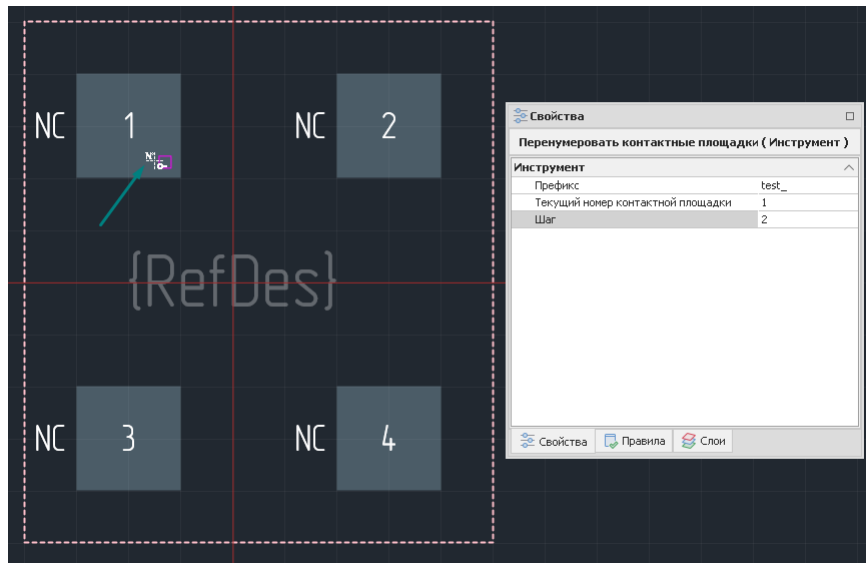 NC 1 NC 2
N:
{RefDes}
NC 3 NC 4
Свойства
Перенумеровать контактные площадки ( Инструмент )
Инструмент
Префикс test_
Текущий номер контактной площадки 1
Шаг 2
Свойства Правила Слои